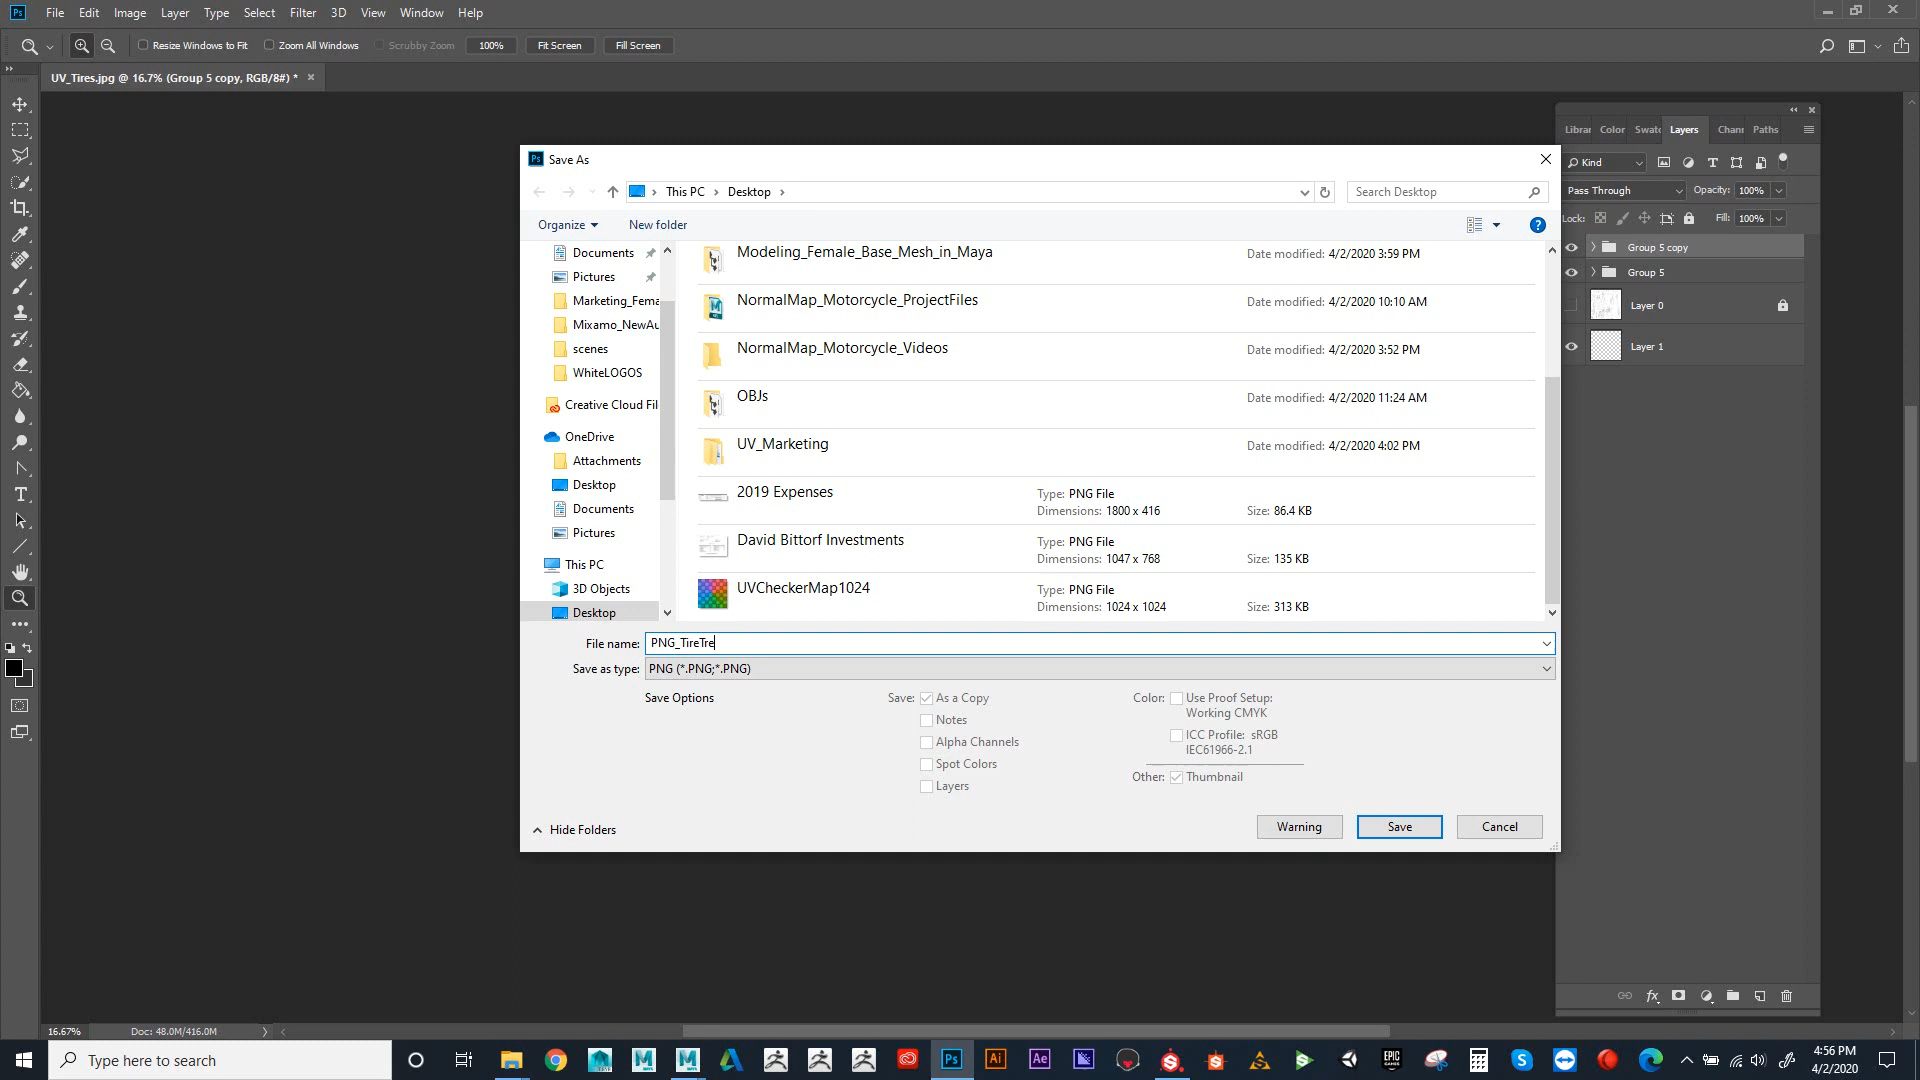 Ps File Edit Image Layer Type Select Filter 3D View Window Help
Resize Windows to Fit Zoom All Windows Scrubby Zoom 100% Fit Screen Fill Screen
UV_Tires.jpg @ 16.7% (Group 5 copy, RGB/8#) * ×
Ps Save As
This PC > Desktop > Search Desktop
Organize New folder
Documents
Pictures
Marketing_Fema
Mixamo_NewAu
scenes
WhiteLOGOS
Creative Cloud Fil
OneDrive
Attachments
Desktop
Documents
Pictures
This PC
3D Objects
Desktop
Modeling_Female_Base_Mesh_in_Maya Date modified: 4/2/2020 3:59 PM
NormalMap_Motorcycle_ProjectFiles Date modified: 4/2/2020 10:10 AM
NormalMap_Motorcycle_Videos Date modified: 4/2/2020 3:52 PM
OBJs Date modified: 4/2/2020 11:24 AM
UV_Marketing Date modified: 4/2/2020 4:02 PM
2019 Expenses Type: PNG File
Dimensions: 1800 x 416 Size: 86.4 KB
David Bittorf Investments Type: PNG File
Dimensions: 1047 x 768 Size: 135 KB
UVCheckerMap1024 Type: PNG File
Dimensions: 1024 x 1024 Size: 313 KB
File name: PNG_TireTre
Save as type: PNG (*.PNG;*.PNG)
Save Options Save: As a Copy Color: Use Proof Setup:
Working CMYK
Notes
ICC Profile: sRGB
Alpha Channels
IEC61966-2.1
Spot Colors
Other: Thumbnail
Layers
Hide Folders Warning Save Cancel
Librar Color Swatc Layers Chann Paths
Kind
Pass Through Opacity: 100%
Lock: Fill: 100%
Group 5 copy
Group 5
Layer 0
Layer 1
fx
16.67% Doc: 48.0M/416.0M
Type here to search
Ps Ai Ae EPIC GAMES
4:56 PM
4/2/2020